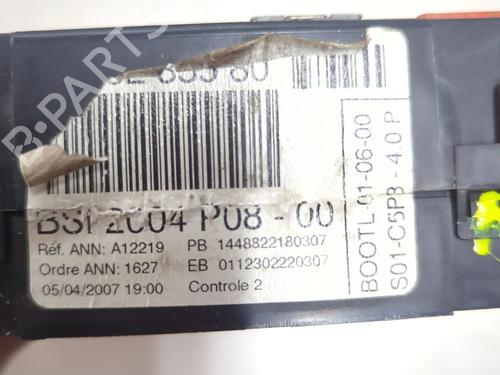 BSI 2004 P08 - 00
Réf. ANN: A12219 PB 1448822180307
Ordre ANN: 1627 EB 0112302220307
05/04/2007 19:00 Controle 2
BOOTL 01-06-00
S01-C5PB - 4.0 P
B-PARTS